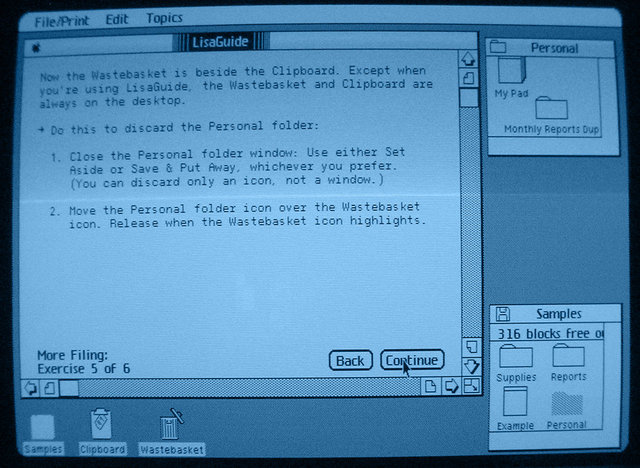 File/Print Edit Topics
LisaGuide
Now the Wastebasket is beside the Clipboard. Except when
you're using LisaGuide, the Wastebasket and Clipboard are
always on the desktop.
→ Do this to discard the Personal folder:
1. Close the Personal folder window: Use either Set
Aside or Save & Put Away, whichever you prefer.
(You can discard only an icon, not a window.)
2. Move the Personal folder icon over the Wastebasket
icon. Release when the Wastebasket icon highlights.
More Filing:
Exercise 5 of 6
Back Continue
Personal
My Pad
Monthly Reports Dup
Samples
316 blocks free
Supplies Reports
Example Personal
Samples Clipboard Wastebasket